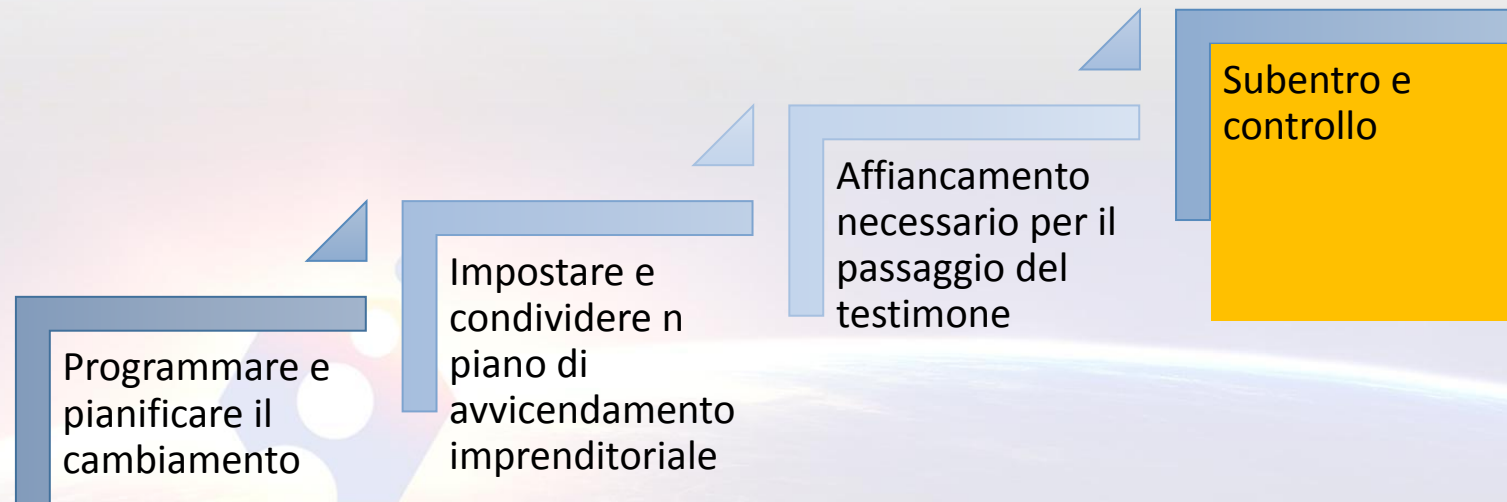 Programmare e
pianificare il
cambiamento
Impostare e
condividere n
piano di
avvicendamento
imprenditoriale
Affiancamento
necessario per il
passaggio del
testimone
Subentro e
controllo